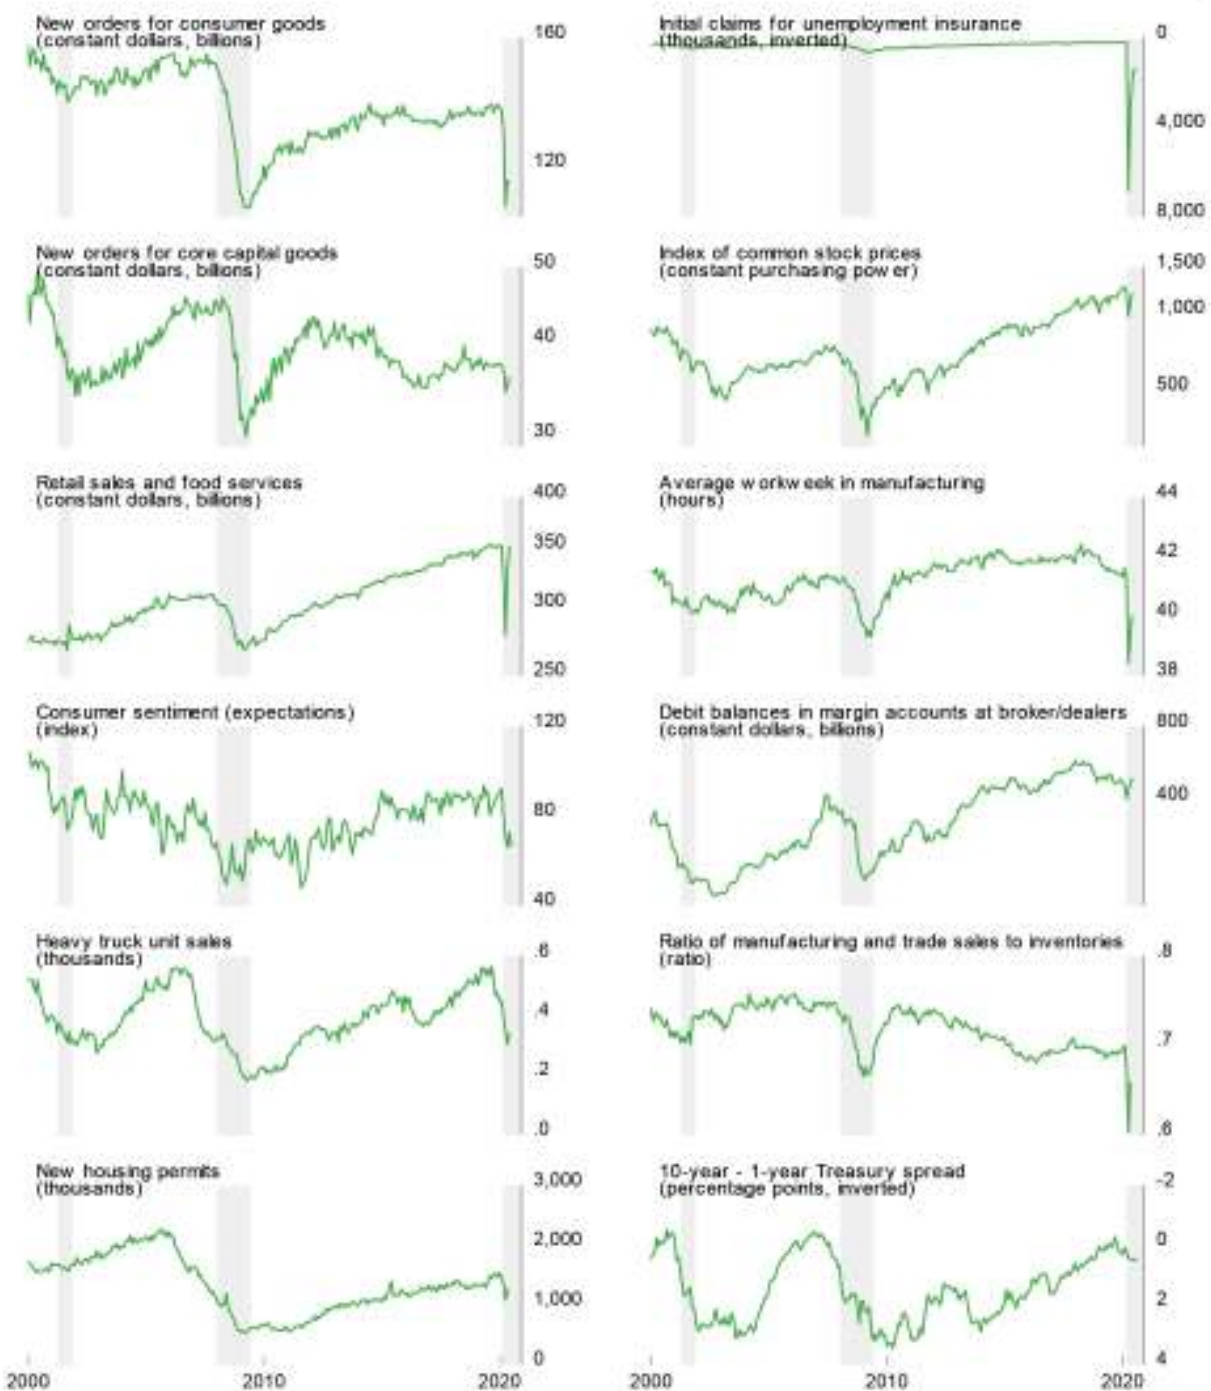 New orders for consumer goods
(constant dollars, billions)
160
120
Initial claims for unemployment insurance
(thousands, inverted)
0
4,000
8,000
New orders for core capital goods
(constant dollars, billions)
50
40
30
Index of common stock prices
(constant purchasing power)
1,500
1,000
500
Retail sales and food services
(constant dollars, billions)
400
350
300
250
Average workweek in manufacturing
(hours)
44
42
40
38
Consumer sentiment (expectations)
(index)
120
80
40
Debit balances in margin accounts at broker/dealers
(constant dollars, billions)
800
400
Heavy truck unit sales
(thousands)
.6
.4
.2
.0
Ratio of manufacturing and trade sales to inventories
(ratio)
.8
.7
.6
New housing permits
(thousands)
3,000
2,000
1,000
0
2000 2010 2020
10-year - 1-year Treasury spread
(percentage points, inverted)
-2
0
2
4
2000 2010 2020